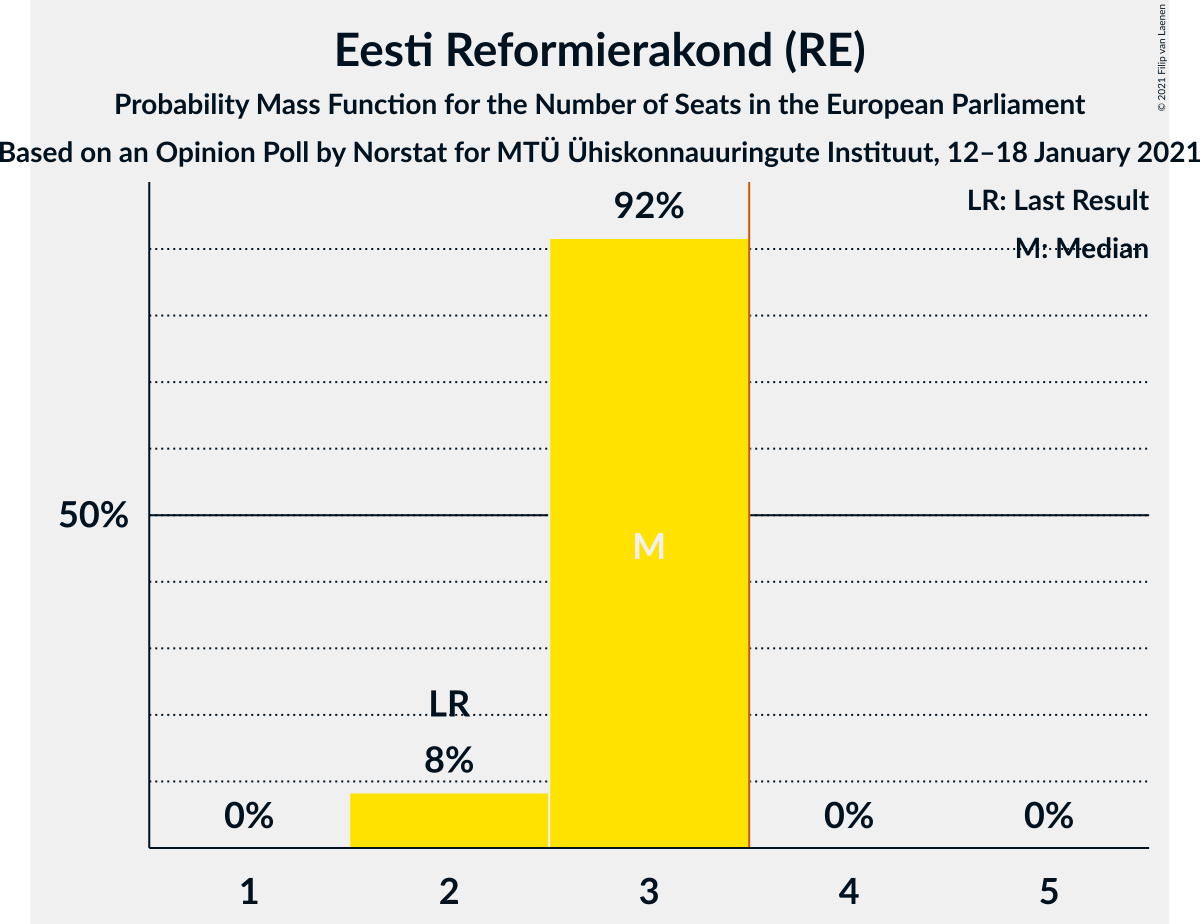 Eesti Reformierakond (RE)
Probability Mass Function for the Number of Seats in the European Parliament
Based on an Opinion Poll by Norstat for MTÜ Ühiskonnauuringute Instituut, 12–18 January 2021
© 2021 Filip van Laenen
LR: Last Result
M: Median
92%
50%
M
LR
8%
0%
0%
0%
1
2
3
4
5